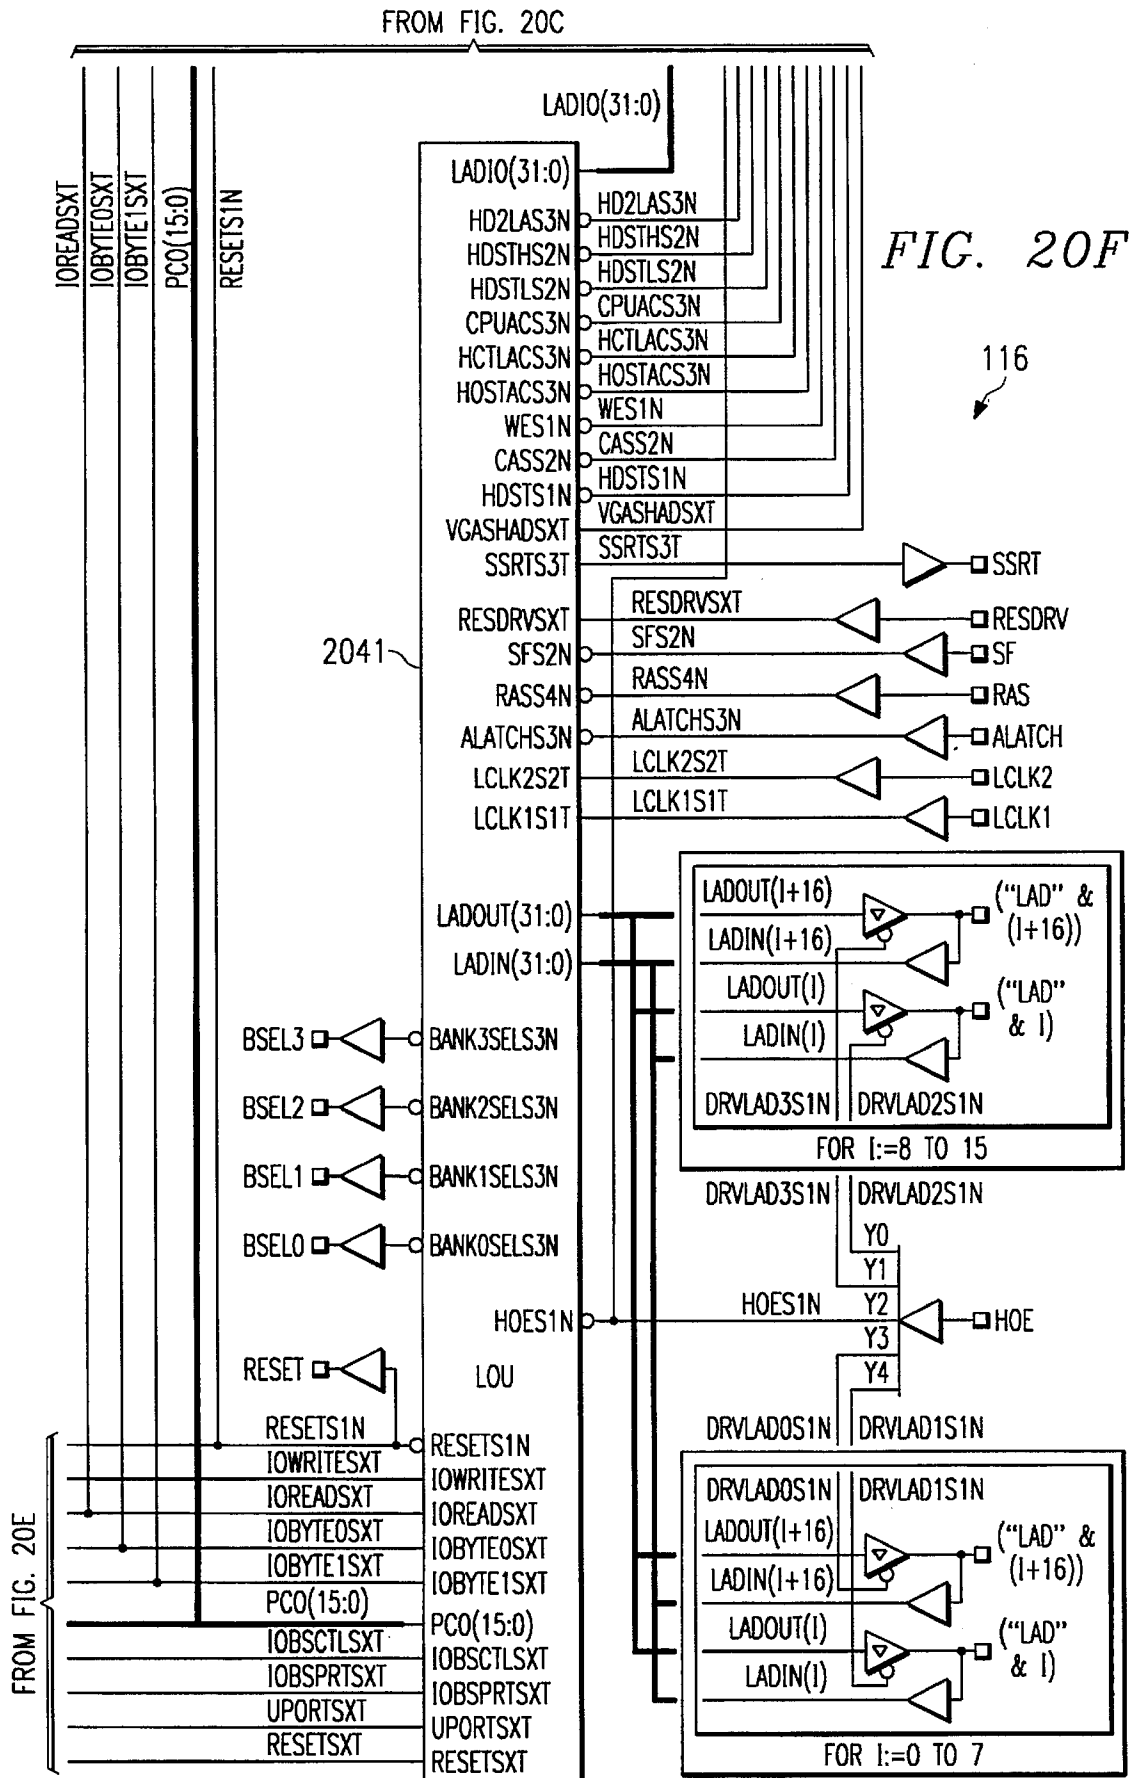 FROM FIG. 20C
LADIO(31:0)
IOREADSXT
IOBYTE0SXT
IOBYTE1SXT
PCO(15:0)
RESETS1N
FIG. 20F
116
2041
LADIO(31:0)
HD2LAS3N HD2LAS3N
HDSTHS2N HDSTHS2N
HDSTLS2N HDSTLS2N
CPUACS3N CPUACS3N
HCTLACS3N HCTLACS3N
HOSTACS3N HOSTACS3N
WES1N WES1N
CASS2N CASS2N
HDSTS1N HDSTS1N
VGASHADSXT VGASHADSXT
SSRTS3T SSRTS3T SSRT
RESDRVSXT RESDRVSXT RESDRV
SFS2N SFS2N SF
RASS4N RASS4N RAS
ALATCHS3N ALATCHS3N ALATCH
LCLK2S2T LCLK2S2T LCLK2
LCLK1S1T LCLK1S1T LCLK1
LADOUT(31:0)
LADIN(31:0)
LADOUT(I+16) ("LAD" &
(I+16))
LADIN(I+16)
LADOUT(I) ("LAD"
& I)
LADIN(I)
DRVLAD3S1N DRVLAD2S1N
FOR I:=8 TO 15
DRVLAD3S1N DRVLAD2S1N
BSEL3 BANK3SELS3N
BSEL2 BANK2SELS3N
BSEL1 BANK1SELS3N
BSEL0 BANK0SELS3N
Y0
Y1
HOES1N HOES1N Y2 HOE
Y3
Y4
RESET LOU
DRVLAD0S1N DRVLAD1S1N
FROM FIG. 20E
RESETS1N RESETS1N
IOWRITESXT IOWRITESXT
IOREADSXT IOREADSXT
IOBYTE0SXT IOBYTE0SXT
IOBYTE1SXT IOBYTE1SXT
PCO(15:0) PCO(15:0)
IOBSCTLSXT IOBSCTLSXT
IOBSPRTSXT IOBSPRTSXT
UPORTSXT UPORTSXT
RESETSXT RESETSXT
DRVLAD0S1N DRVLAD1S1N
LADOUT(I+16) ("LAD" &
(I+16))
LADIN(I+16)
LADOUT(I) ("LAD"
& I)
LADIN(I)
FOR I:=0 TO 7